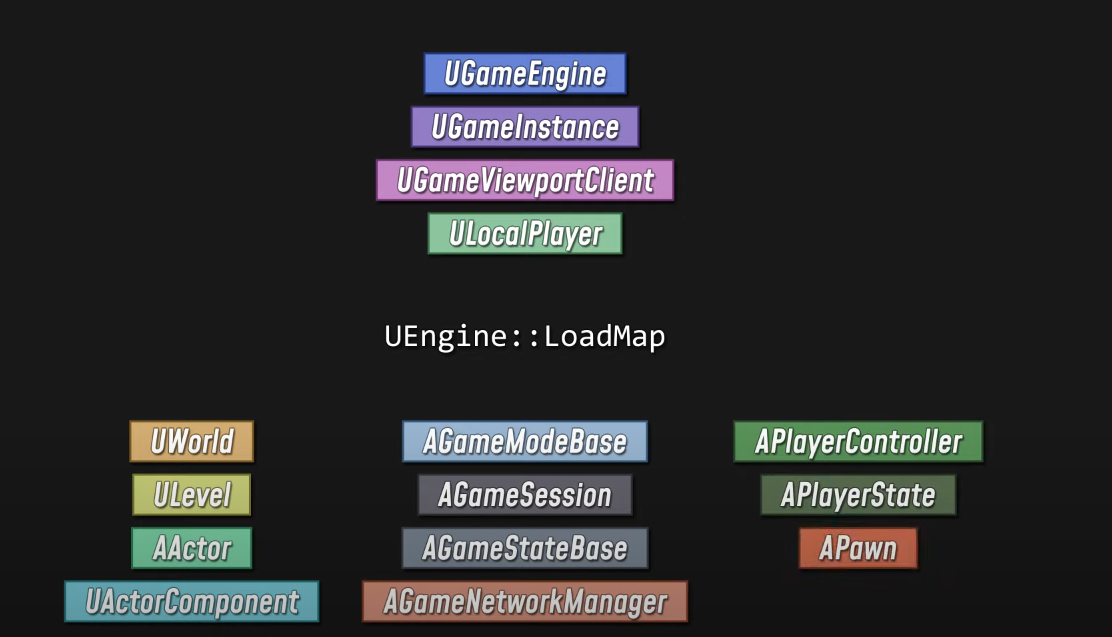 UGameEngine
UGameInstance
UGameViewportClient
ULocalPlayer
UEngine::LoadMap
UWorld
ULevel
AActor
UActorComponent
AGameModeBase
AGameSession
AGameStateBase
AGameNetworkManager
APlayerController
APlayerState
APawn